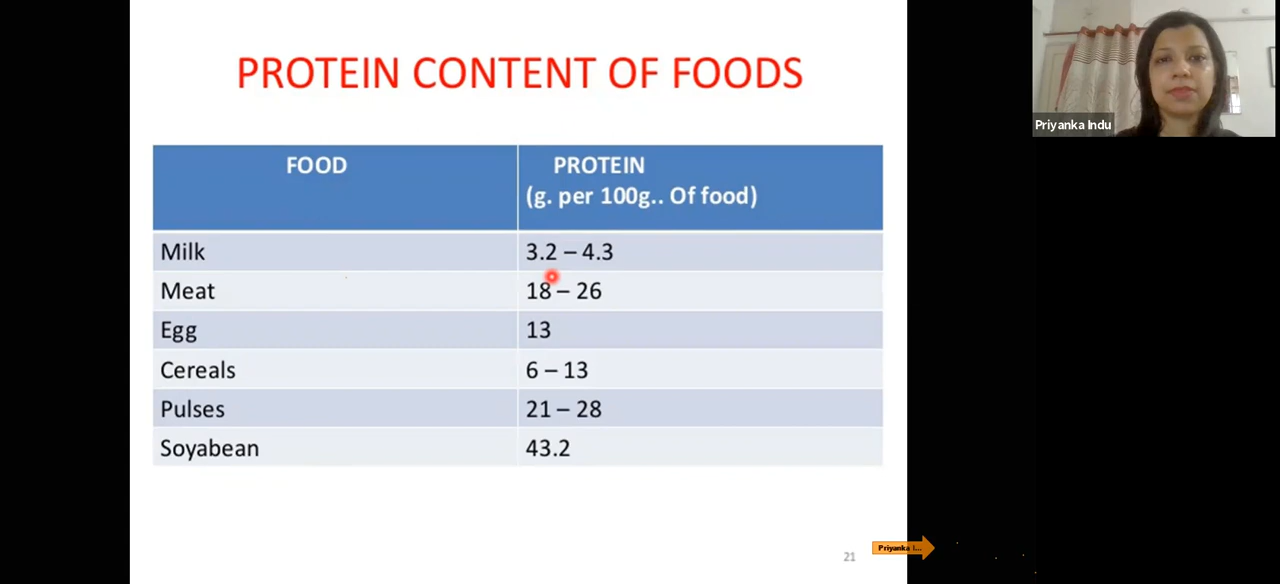 PROTEIN CONTENT OF FOODS
FOOD
PROTEIN
(g. per 100g.. Of food)
Milk
3.2 – 4.3
Meat
18 – 26
Egg
13
Cereals
6 – 13
Pulses
21 – 28
Soyabean
43.2
21
Priyanka I...
Priyanka Indu